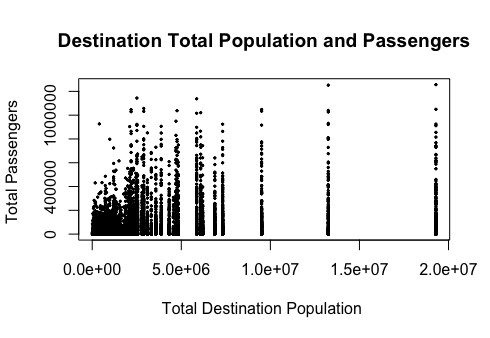 Destination Total Population and Passengers
Total Passengers
1000000
400000
0
0.0e+00 5.0e+06 1.0e+07 1.5e+07 2.0e+07
Total Destination Population